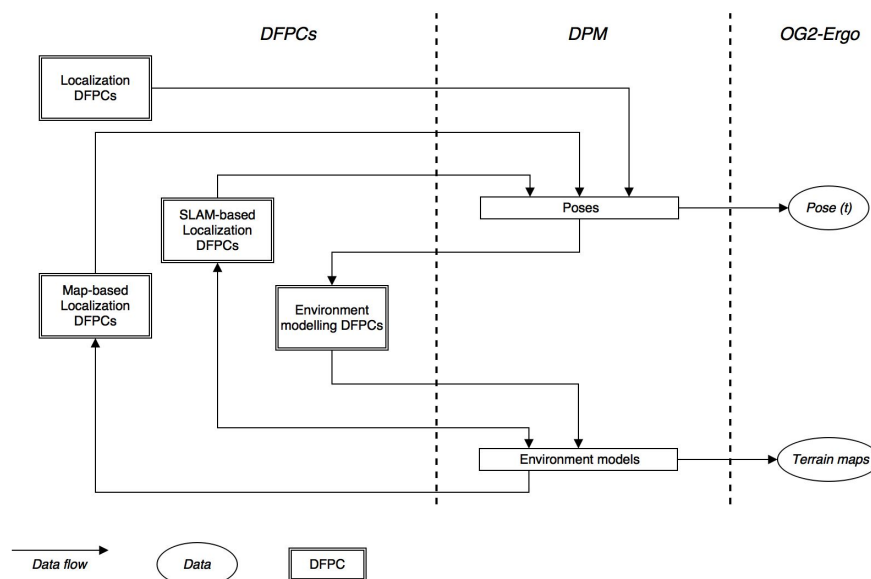 DFPCs
DPM
OG2-Ergo
Localization
DFPCs
SLAM-based
Localization
DFPCs
Poses
Pose (t)
Map-based
Localization
DFPCs
Environment
modelling DFPCs
Environment models
Terrain maps
Data flow
Data
DFPC